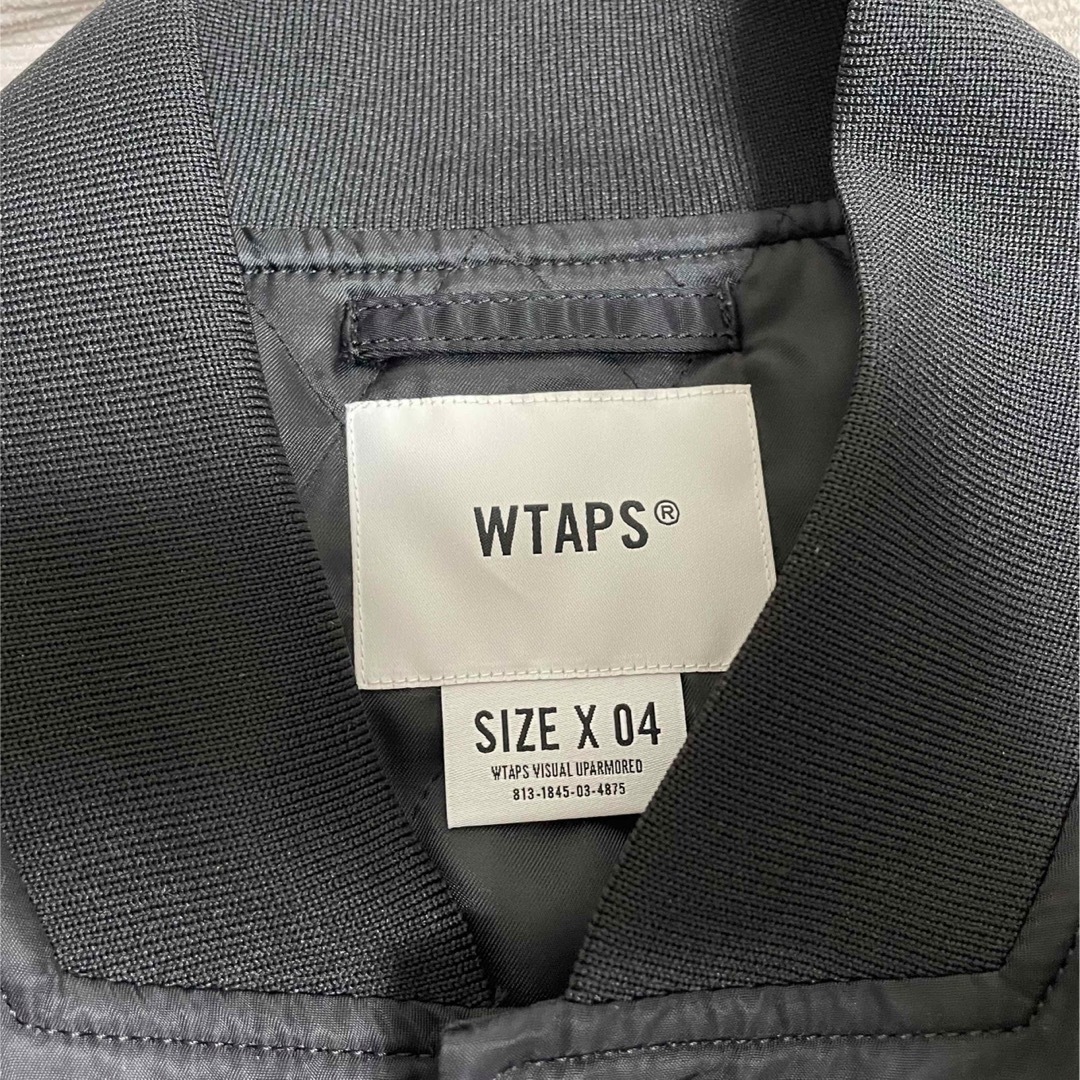 WTAPS®
SIZE X 04
WTAPS VISUAL UPARMORED
813-1845-03-4875